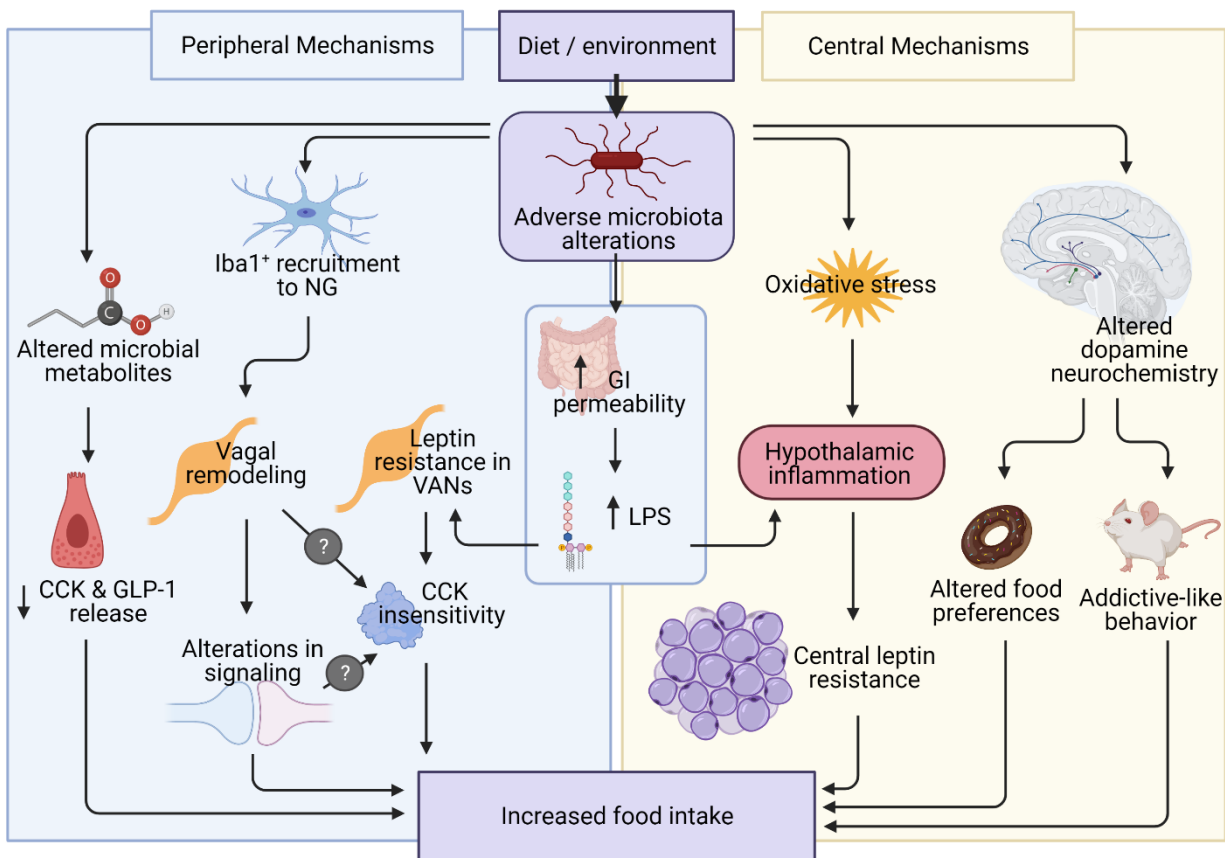 Peripheral Mechanisms
Diet / environment
Central Mechanisms
Adverse microbiota
alterations
Iba1⁺ recruitment
to NG
O
C
O
H
Altered microbial
metabolites
Oxidative stress
Altered
dopamine
neurochemistry
GI
permeability
Vagal
remodeling
Leptin
resistance in
VANs
Hypothalamic
inflammation
LPS
?
CCK & GLP-1
release
CCK
insensitivity
Altered food
preferences
Addictive-like
behavior
Alterations in
signaling
?
Central leptin
resistance
Increased food intake